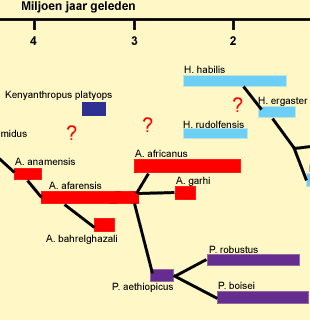 Miljoen jaar geleden
4 3 2
H. habilis
Kenyanthropus platyops
?
H. ergaster
?
?
H. rudolfensis
midus
A. africanus
A. anamensis
A. garhi
A. afarensis
A. bahrelghazali
P. robustus
P. aethiopicus
P. boisei